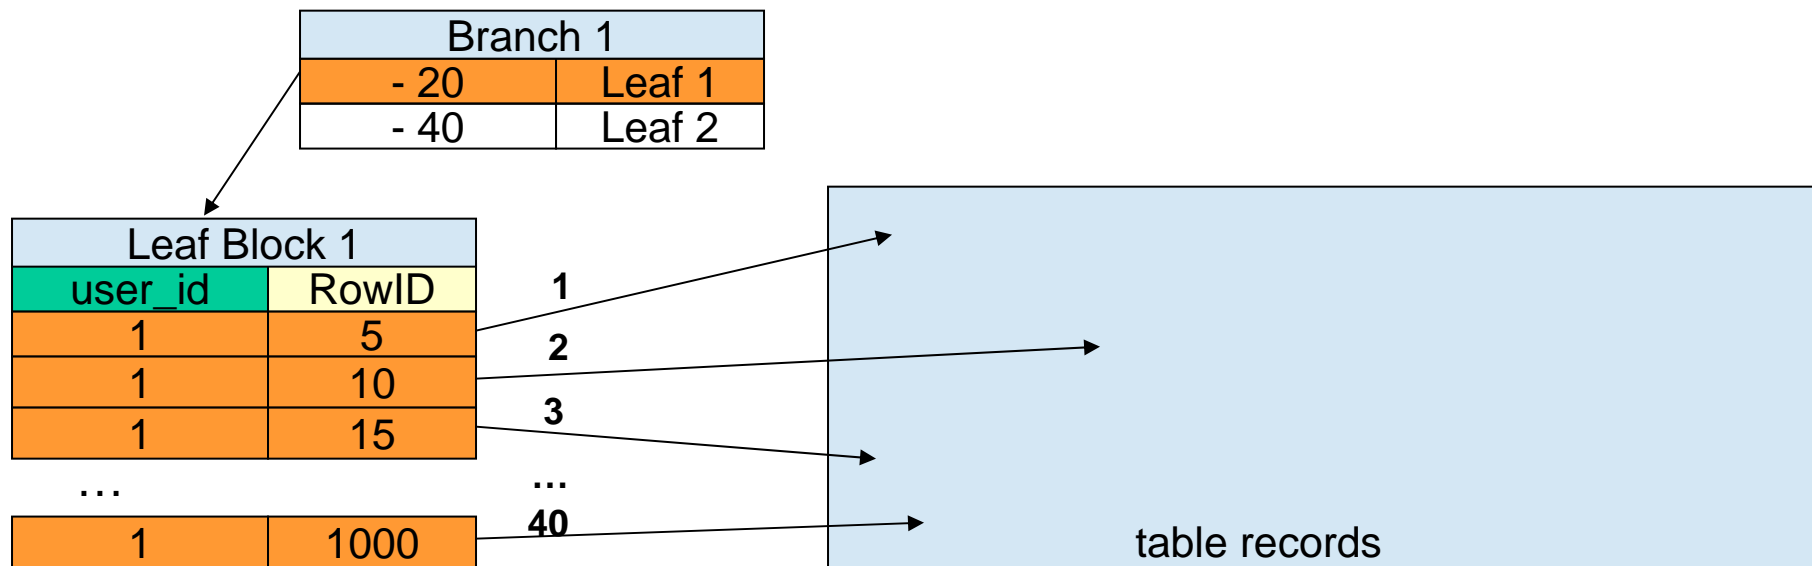 Branch 1
- 20 Leaf 1
- 40 Leaf 2
Leaf Block 1
user_id RowID
1 5
1 10
1 15
…
1 1000
1
2
3
...
40
table records